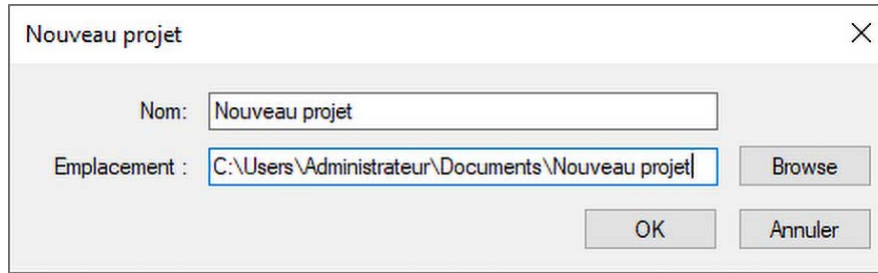 Nouveau projet
Nom: Nouveau projet
Emplacement : C:\Users\Administrateur\Documents\Nouveau projet Browse
OK Annuler